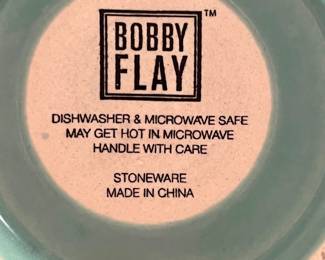 BOBBY
FLAY
™
DISHWASHER & MICROWAVE SAFE
MAY GET HOT IN MICROWAVE
HANDLE WITH CARE
STONEWARE
MADE IN CHINA